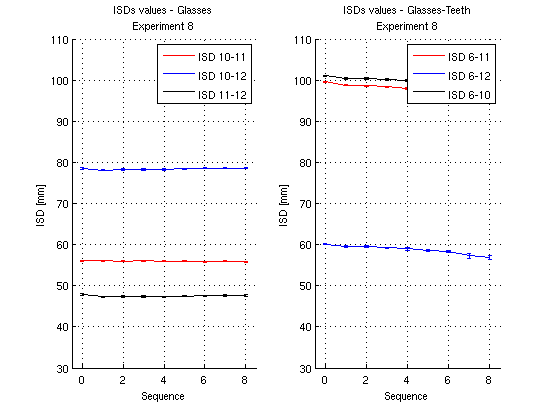 ISDs values - Glasses
Experiment 8
110
100
90
80
70
60
50
40
30
0
2
4
6
8
ISD [mm]
Sequence
ISD 10-11
ISD 10-12
ISD 11-12
ISDs values - Glasses-Teeth
Experiment 8
110
100
90
80
70
60
50
40
30
0
2
4
6
8
ISD [mm]
Sequence
ISD 6-11
ISD 6-12
ISD 6-10